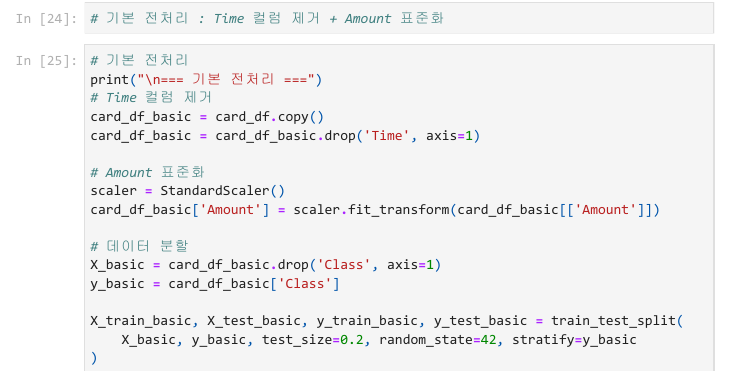 In [24]: # 기본 전처리 : Time 컬럼 제거 + Amount 표준화
In [25]: # 기본 전처리
print("\n=== 기본 전처리 ===")
# Time 컬럼 제거
card_df_basic = card_df.copy()
card_df_basic = card_df_basic.drop('Time', axis=1)
# Amount 표준화
scaler = StandardScaler()
card_df_basic['Amount'] = scaler.fit_transform(card_df_basic[['Amount']])
# 데이터 분할
X_basic = card_df_basic.drop('Class', axis=1)
y_basic = card_df_basic['Class']
X_train_basic, X_test_basic, y_train_basic, y_test_basic = train_test_split(
    X_basic, y_basic, test_size=0.2, random_state=42, stratify=y_basic
)